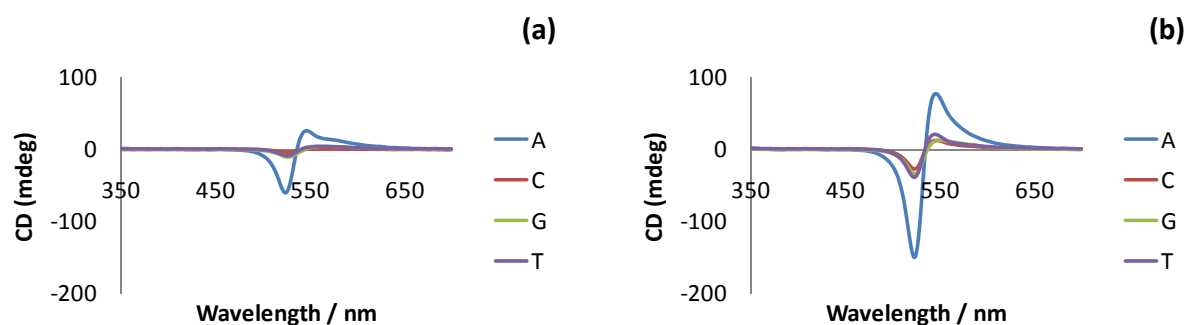 (a)
100
0
-100
-200
350
450
550
650
CD (mdeg)
Wavelength / nm
A
C
G
T
(b)
100
0
-100
-200
350
450
550
650
CD (mdeg)
Wavelength / nm
A
C
G
T